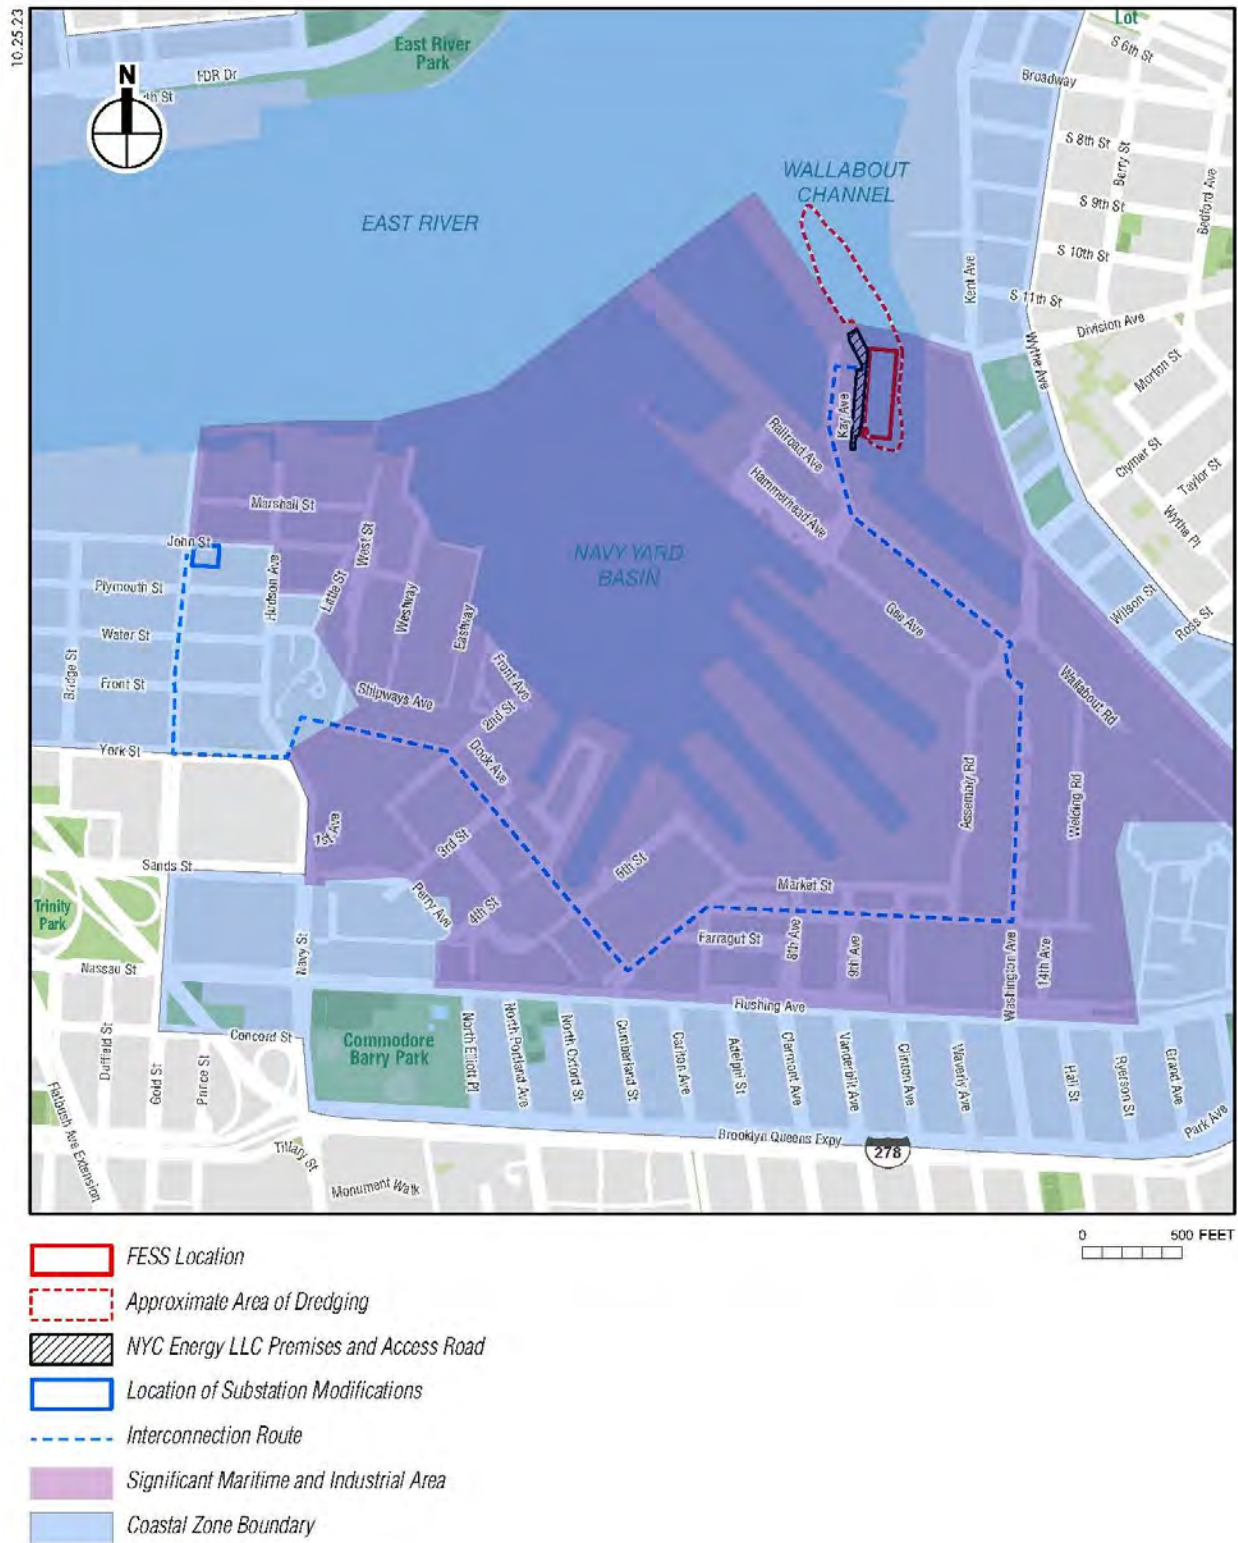 10.25.23
Lot
S 6th St
East River
Park
FDR Dr
N
4th St
Broadway
S 8th St
Berry St
Bedford Ave
WALLABOUT
CHANNEL
S 9th St
EAST RIVER
S 10th St
Kent Ave
S 11th St
Division Ave
Wythe Ave
Morton St
Kay Ave
Railroad Ave
Clymer St
Taylor St
Hammerhead Ave
Marshall St
Wythe Pl
John St
West St
NAVY YARD
BASIN
Plymouth St
Hudson Ave
Little St
Westway
Eastway
Wilson St
Ross St
Gee Ave
Water St
Bridge St
Front St
Front Ave
Wallabout Rd
Shipways Ave
2nd St
York St
Dock Ave
Assembly Rd
Welding Rd
1st Ave
3rd St
Sands St
5th St
Market St
Perry Ave
4th St
Trinity
Park
Farragut St
8th Ave
9th Ave
Navy St
Washington Ave
14th Ave
Nassau St
Flushing Ave
Concord St
Commodore
Barry Park
Duffield St
Gold St
Prince St
North Elliott Pl
North Portland Ave
North Oxford St
Cumberland St
Carlton Ave
Adelphi St
Clermont Ave
Vanderbilt Ave
Clinton Ave
Waverly Ave
Hall St
Ryerson St
Grand Ave
Park Ave
Flatbush Ave Extension
Tillary St
Brooklyn Queens Expy
278
Monument Walk
0 500 FEET
FESS Location
Approximate Area of Dredging
NYC Energy LLC Premises and Access Road
Location of Substation Modifications
Interconnection Route
Significant Maritime and Industrial Area
Coastal Zone Boundary